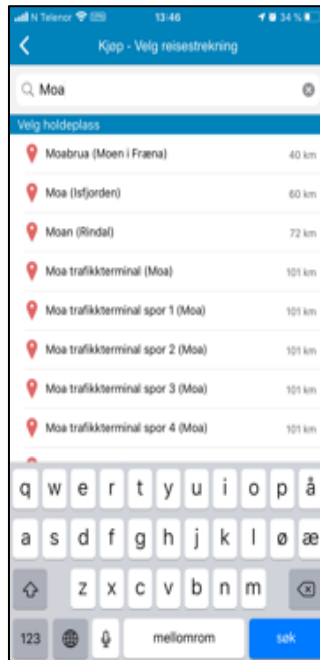 N Telenor 13:46 34 %
Kjøp - Velg reisestrekning
Moa
Velg holdeplass
Moabrua (Moen i Fræna) 40 km
Moa (Isfjorden) 60 km
Moan (Rindal) 72 km
Moa trafikkterminal (Moa) 101 km
Moa trafikkterminal spor 1 (Moa) 101 km
Moa trafikkterminal spor 2 (Moa) 101 km
Moa trafikkterminal spor 3 (Moa) 101 km
Moa trafikkterminal spor 4 (Moa) 101 km
q w e r t y u i o p å
a s d f g h j k l ø æ
z x c v b n m
123 mellomrom søk